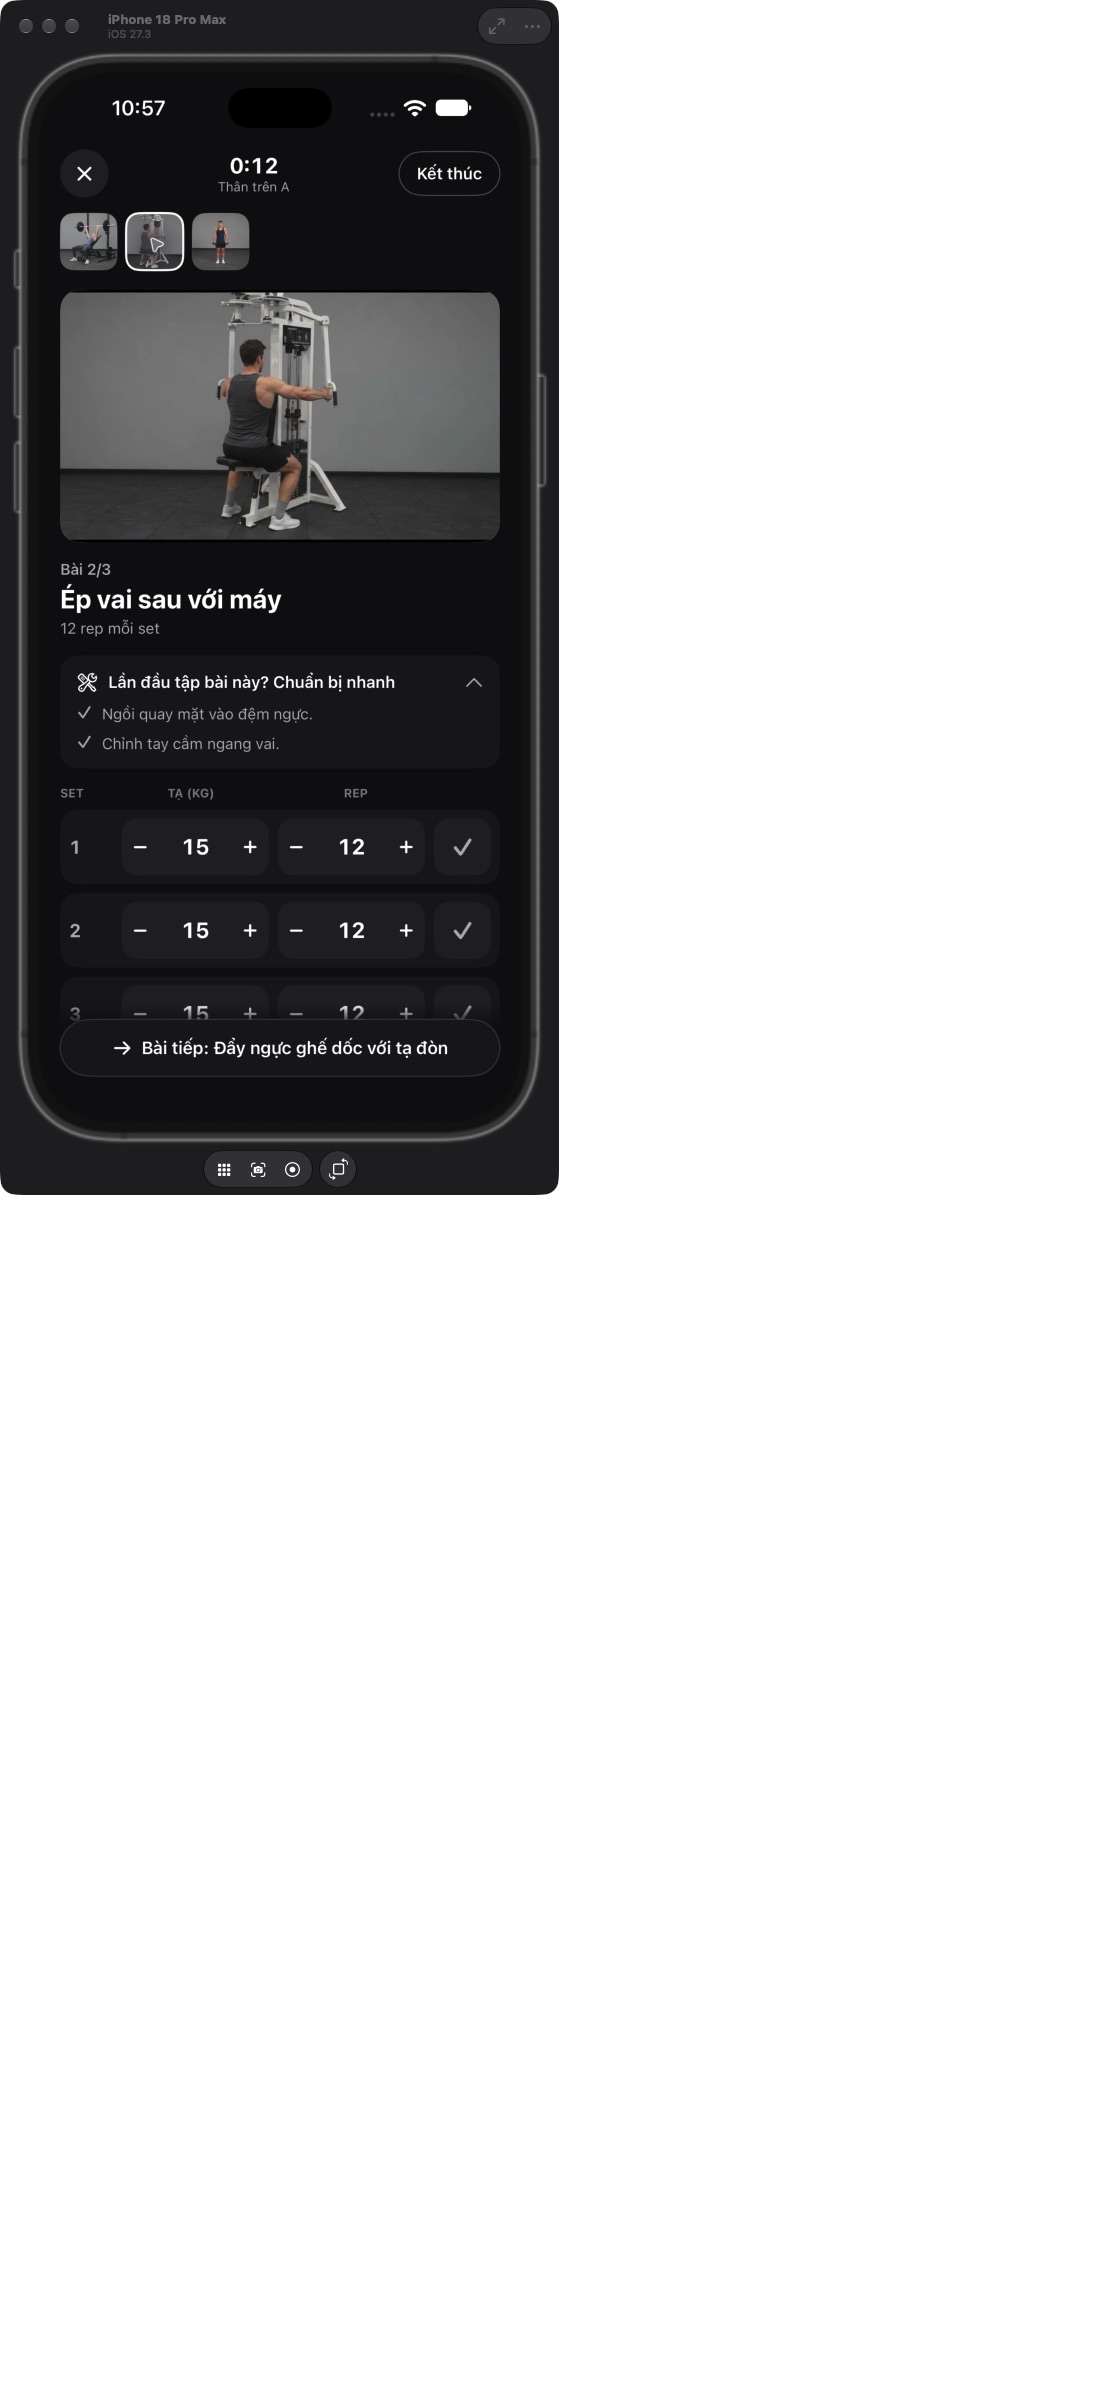 iPhone 18 Pro Max
iOS 27.3
10:57
0:12
Thân trên A
Kết thúc
Bài 2/3
Ép vai sau với máy
12 rep mỗi set
Lần đầu tập bài này? Chuẩn bị nhanh
Ngồi quay mặt vào đệm ngực.
Chỉnh tay cầm ngang vai.
SET TẠ (KG) REP
1 − 15 + − 12 +
2 − 15 + − 12 +
3 − 15 + − 12 +
Bài tiếp: Đẩy ngực ghế dốc với tạ đòn